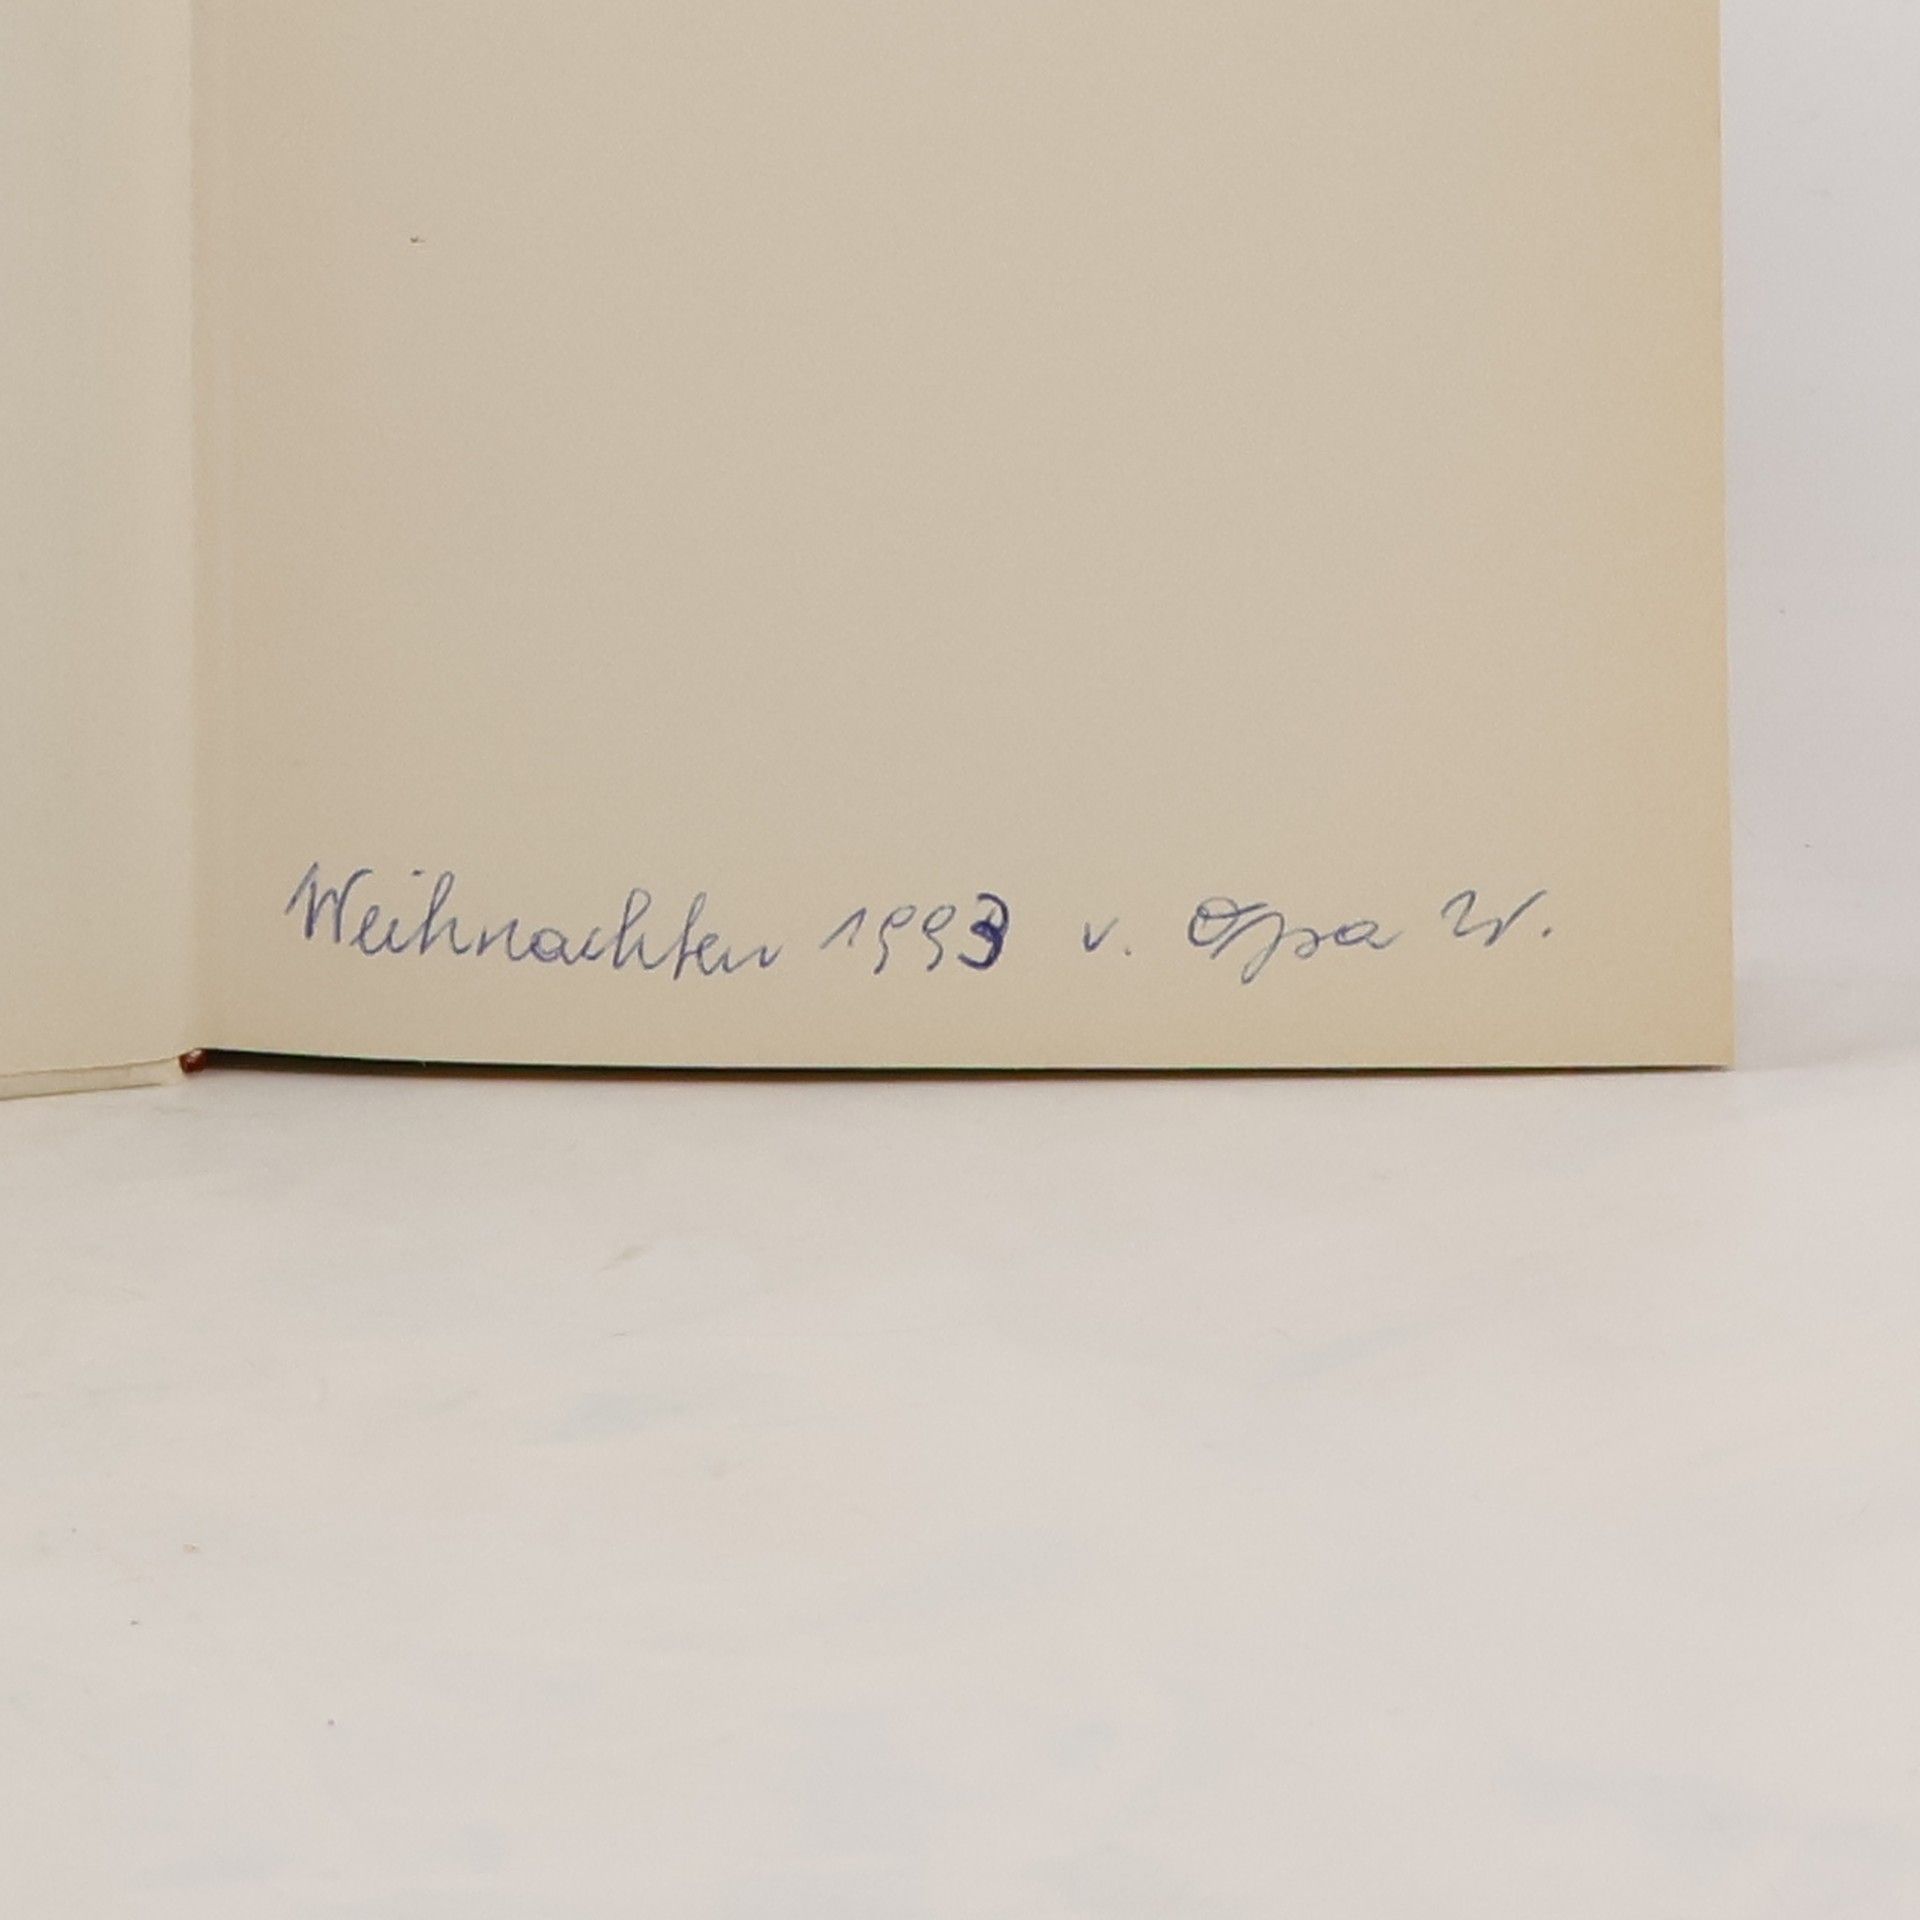 Weihnachten 1993 v. Opa W.